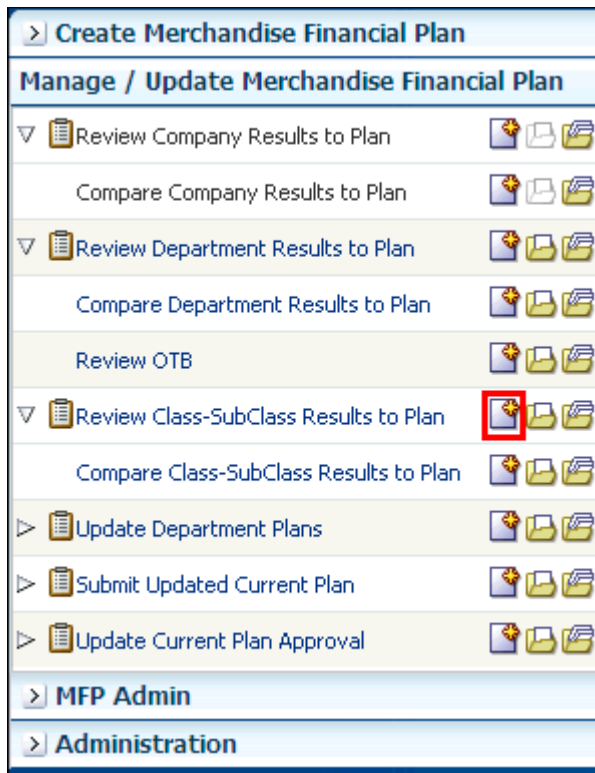 Create Merchandise Financial Plan
Manage / Update Merchandise Financial Plan
Review Company Results to Plan
Compare Company Results to Plan
Review Department Results to Plan
Compare Department Results to Plan
Review OTB
Review Class-SubClass Results to Plan
Compare Class-SubClass Results to Plan
Update Department Plans
Submit Updated Current Plan
Update Current Plan Approval
MFP Admin
Administration